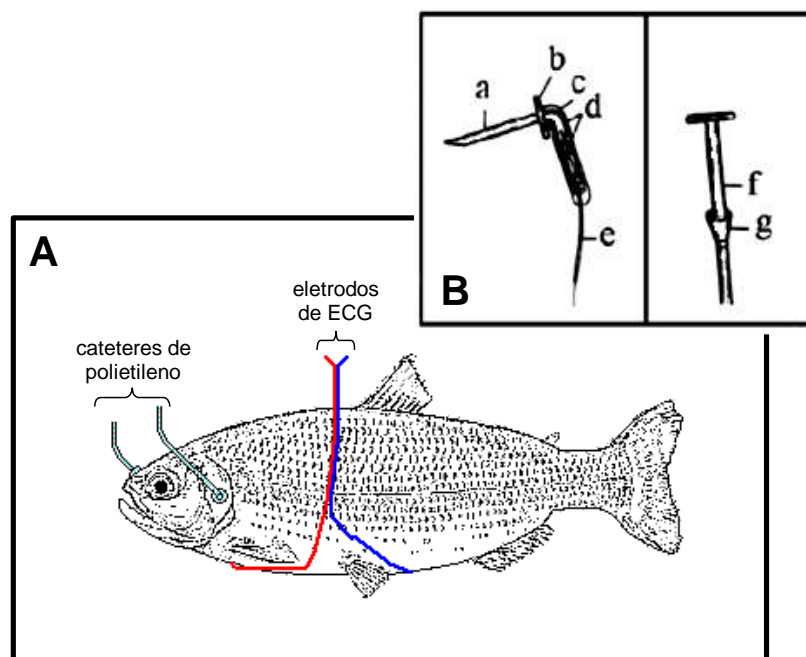 A
cateteres de
polietileno
eletrodos
de ECG
B
a
b
c
d
e
f
g